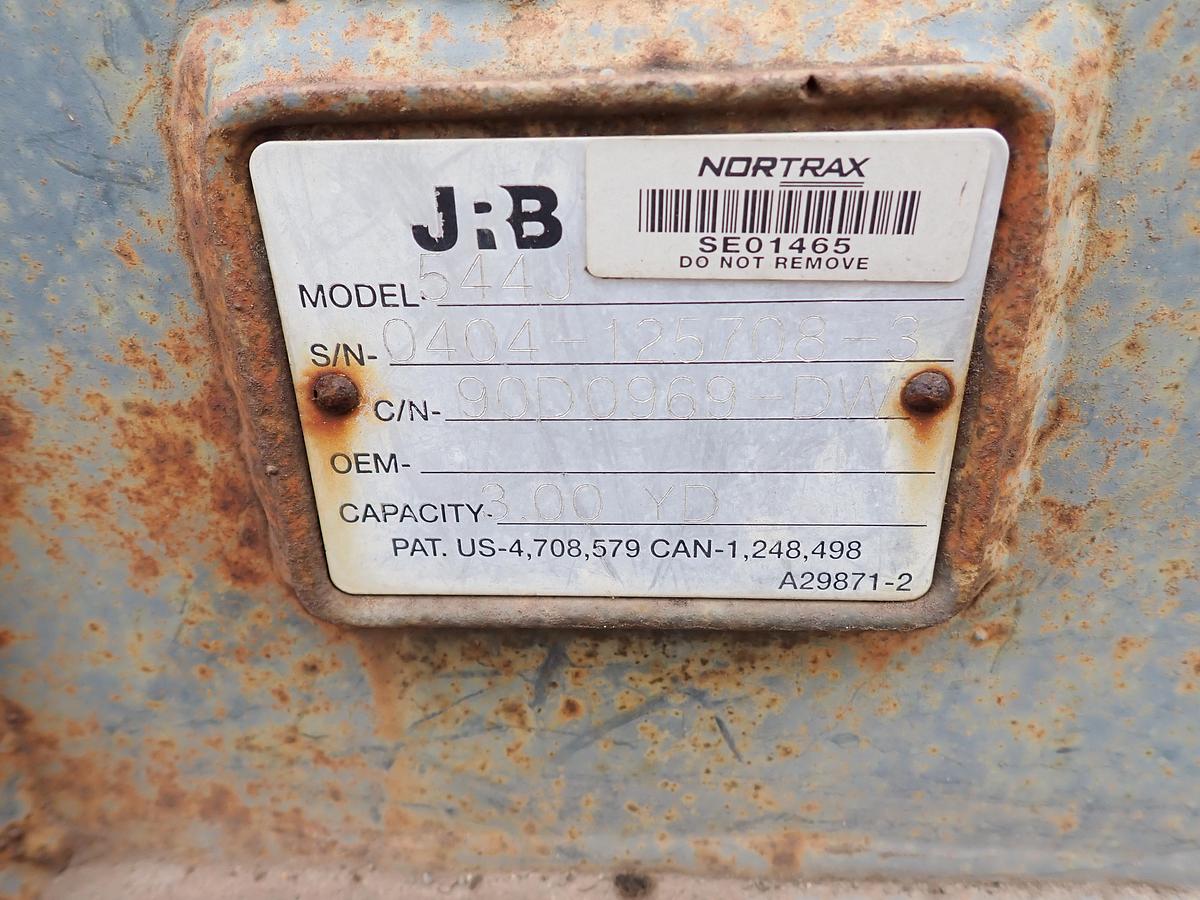 JRB
NORTRAX
SE01465
DO NOT REMOVE
MODEL- 544J
S/N- 0404-125708-3
C/N- 90D0969-DW
OEM-
CAPACITY- 3.00 YD
PAT. US-4,708,579 CAN-1,248,498
A29871-2